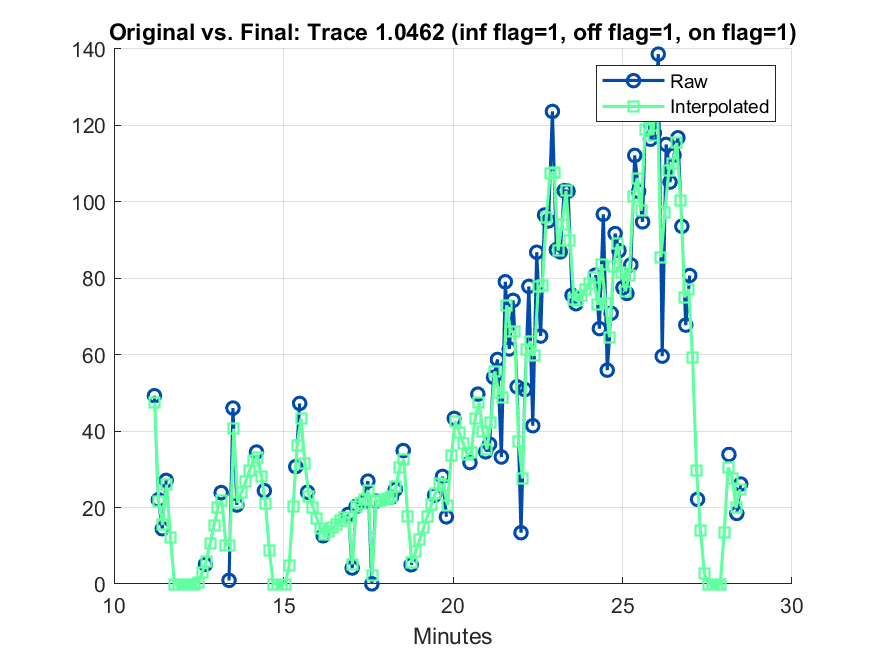 Original vs. Final: Trace 1.0462 (inf flag=1, off flag=1, on flag=1)
140
120
100
80
60
40
20
0
Raw
Interpolated
10 15 20 25 30
Minutes